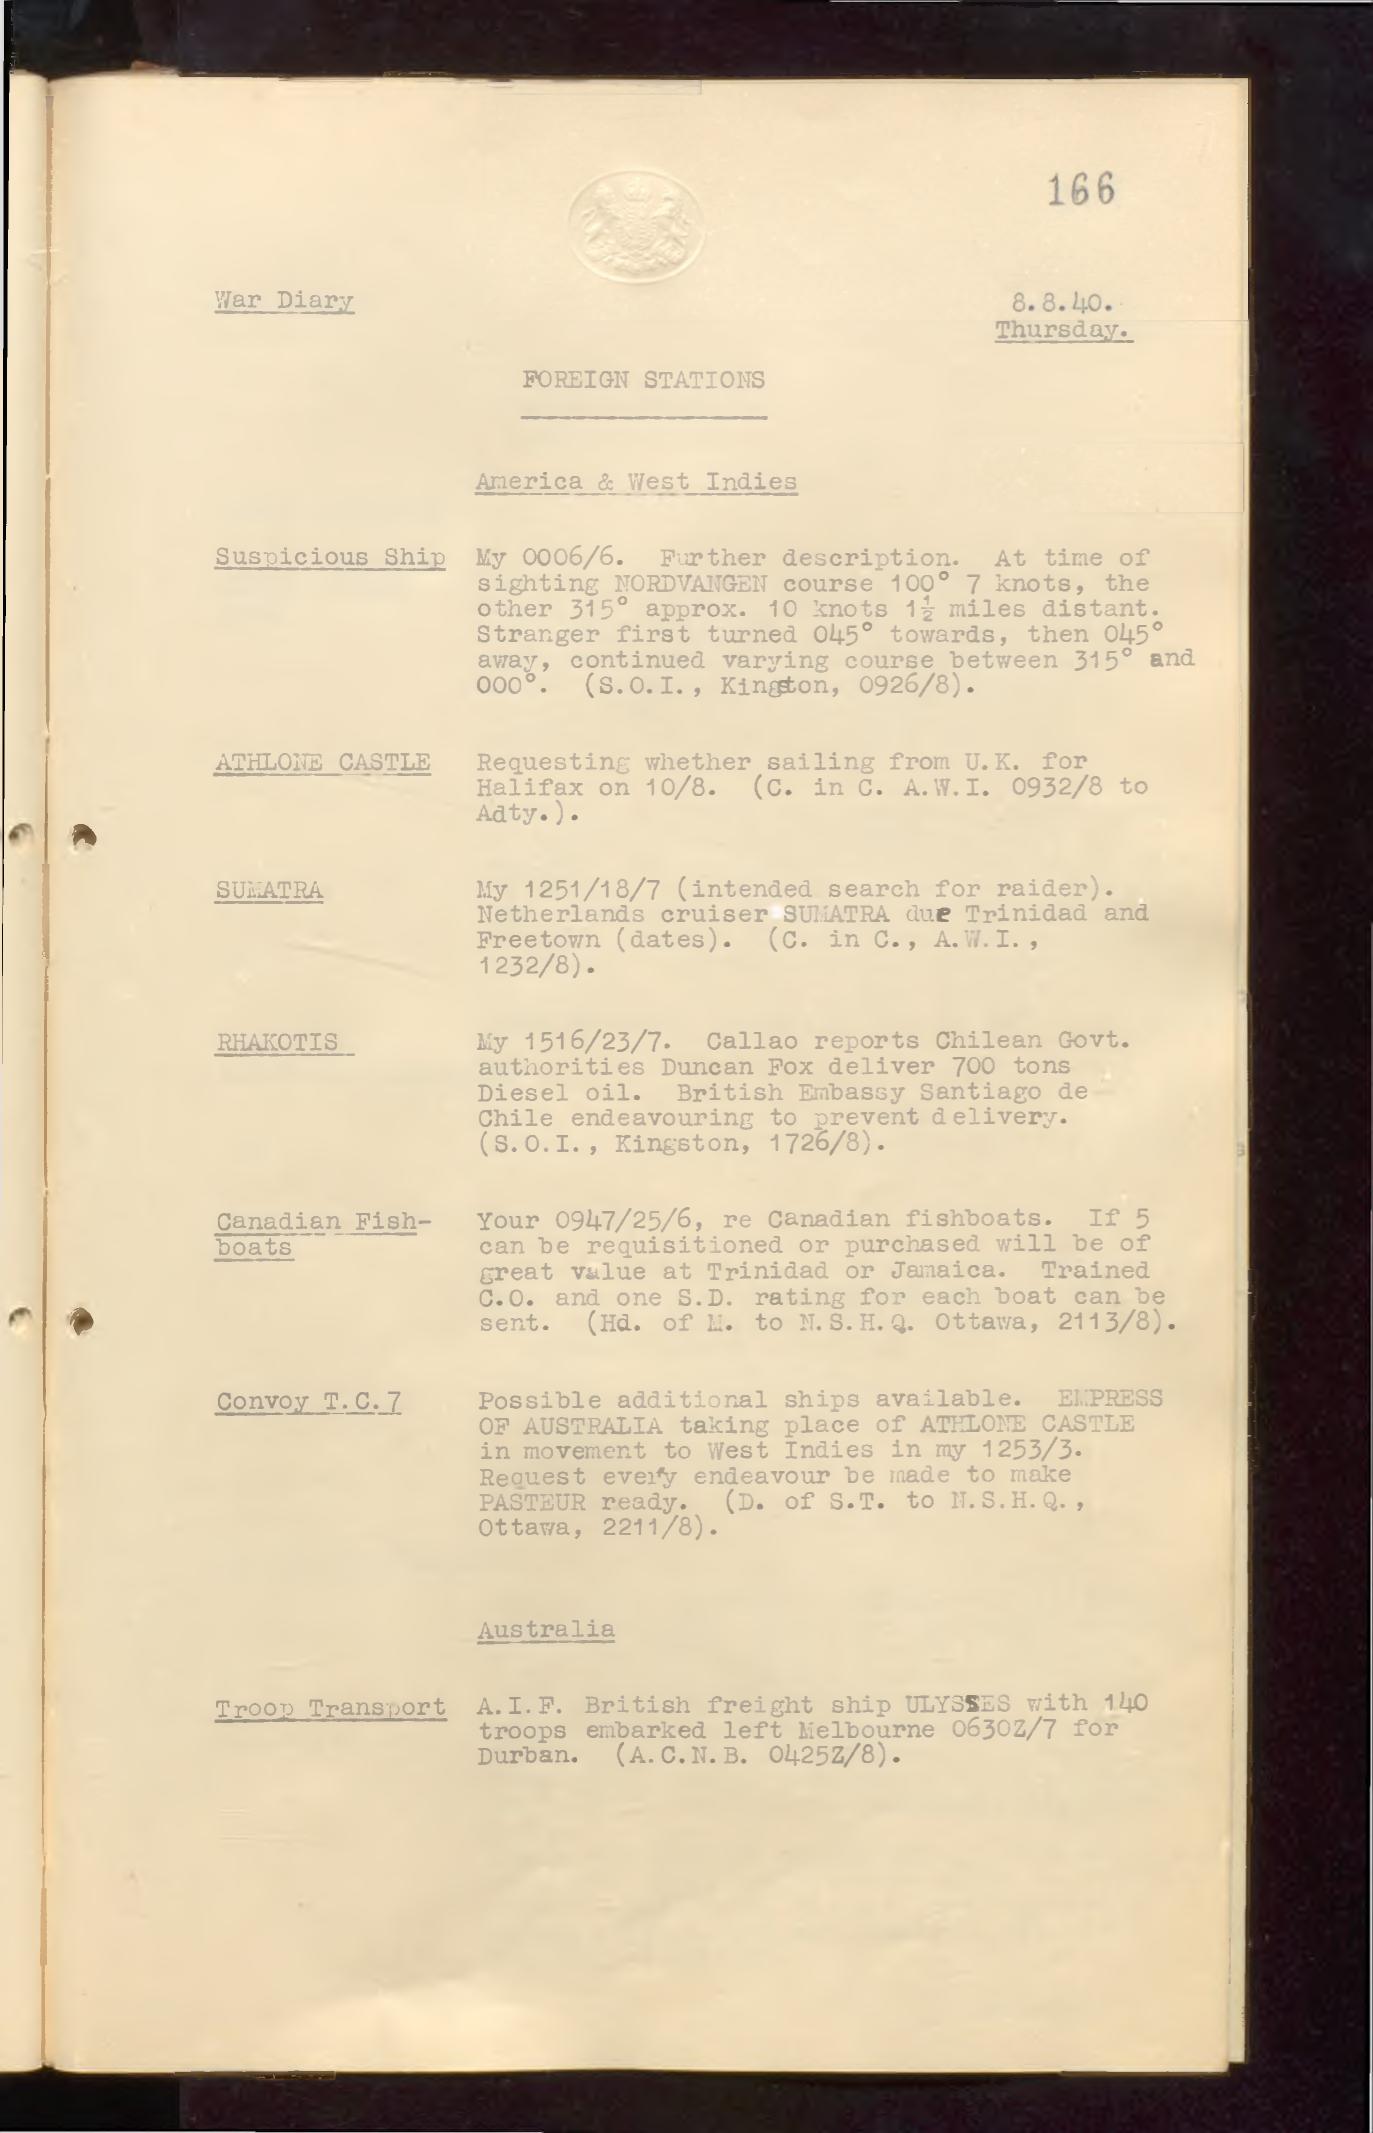 166
War Diary
8.8.40.
Thursday.
FOREIGN STATIONS
America & West Indies
Suspicious Ship
My 0006/6. Further description. At time of
sighting NORDVANGEN course 100° 7 knots, the
other 315° approx. 10 knots 1½ miles distant.
Stranger first turned 045° towards, then 045°
away, continued varying course between 315° and
000°. (S.O.I., Kingston, 0926/8).
ATHLONE CASTLE
Requesting whether sailing from U.K. for
Halifax on 10/8. (C. in C. A.W.I. 0932/8 to
Adty.).
SUMATRA
My 1251/18/7 (intended search for raider).
Netherlands cruiser SUMATRA due Trinidad and
Freetown (dates). (C. in C., A.W.I.,
1232/8).
RHAKOTIS
My 1516/23/7. Callao reports Chilean Govt.
authorities Duncan Fox deliver 700 tons
Diesel oil. British Embassy Santiago de
Chile endeavouring to prevent delivery.
(S.O.I., Kingston, 1726/8).
Canadian Fish-
boats
Your 0947/25/6, re Canadian fishboats. If 5
can be requisitioned or purchased will be of
great value at Trinidad or Jamaica. Trained
C.O. and one S.D. rating for each boat can be
sent. (Hd. of M. to N.S.H.Q. Ottawa, 2113/8).
Convoy T.C.7
Possible additional ships available. EMPRESS
OF AUSTRALIA taking place of ATHLONE CASTLE
in movement to West Indies in my 1253/3.
Request every endeavour be made to make
PASTEUR ready. (D. of S.T. to N.S.H.Q.,
Ottawa, 2211/8).
Australia
Troop Transport
A.I.F. British freight ship ULYSSES with 140
troops embarked left Melbourne 0630Z/7 for
Durban. (A.C.N.B. 0425Z/8).